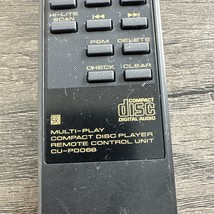 HI-LITE
SCAN
PGM DELETE
CHECK CLEAR
COMPACT
disc
DIGITAL AUDIO
MULTI-PLAY
COMPACT DISC PLAYER
REMOTE CONTROL UNIT
CU-PD066